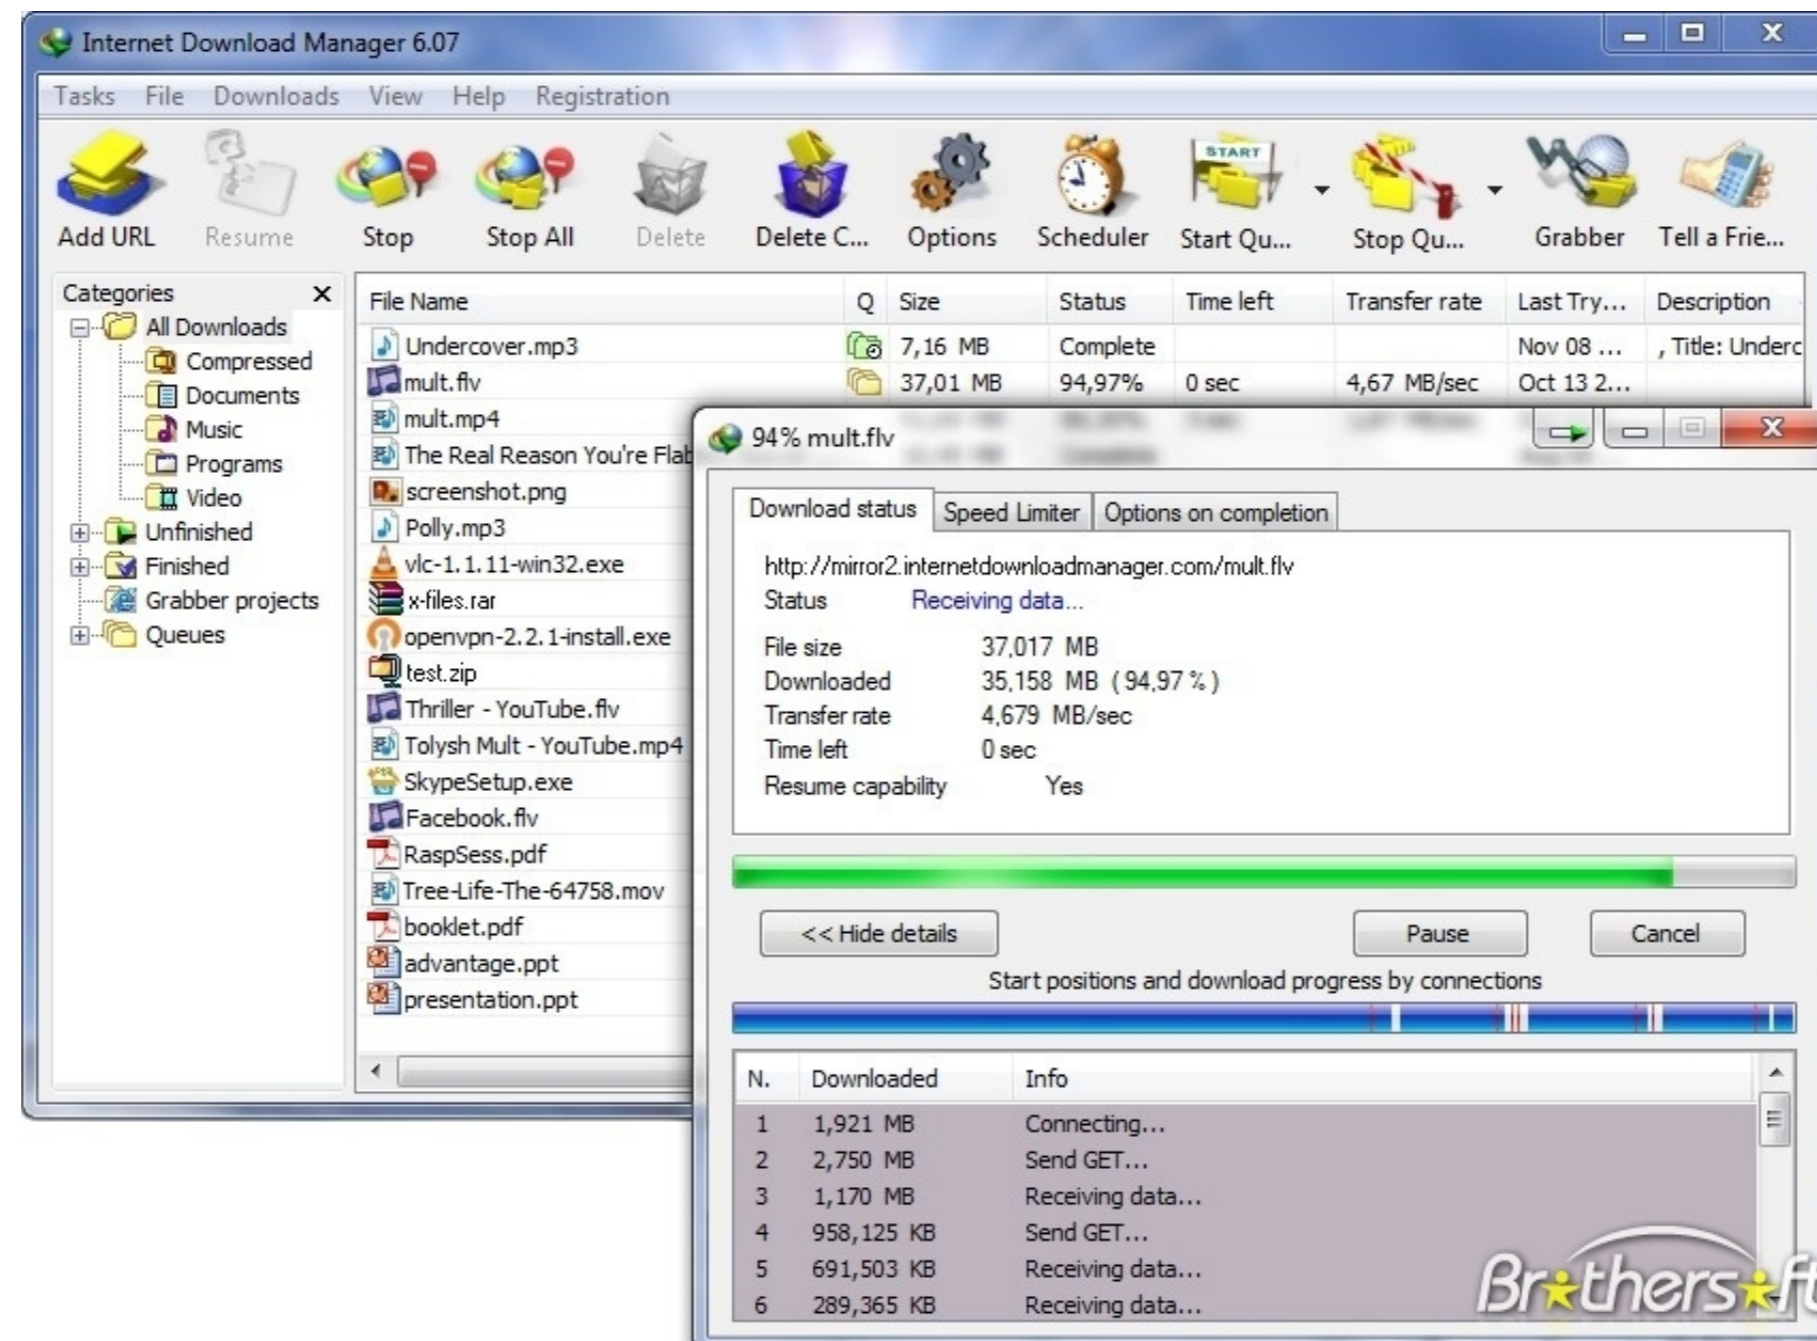 Internet Download Manager 6.07
Tasks File Downloads View Help Registration
START
Add URL Resume Stop Stop All Delete Delete C... Options Scheduler Start Qu... Stop Qu... Grabber Tell a Frie...
Categories
All Downloads
Compressed
Documents
Music
Programs
Video
Unfinished
Finished
Grabber projects
Queues
File Name Q Size Status Time left Transfer rate Last Try... Description
Undercover.mp3 7,16 MB Complete Nov 08 ... , Title: Underc
mult.flv 37,01 MB 94,97% 0 sec 4,67 MB/sec Oct 13 2...
mult.mp4
The Real Reason You're Flab
screenshot.png
Polly.mp3
vlc-1.1.11-win32.exe
x-files.rar
openvpn-2.2.1-install.exe
test.zip
Thriller - YouTube.flv
Tolysh Mult - YouTube.mp4
SkypeSetup.exe
Facebook.flv
RaspSess.pdf
Tree-Life-The-64758.mov
booklet.pdf
advantage.ppt
presentation.ppt
94% mult.flv
Download status Speed Limiter Options on completion
http://mirror2.internetdownloadmanager.com/mult.flv
Status Receiving data...
File size 37,017 MB
Downloaded 35,158 MB ( 94,97 % )
Transfer rate 4,679 MB/sec
Time left 0 sec
Resume capability Yes
<< Hide details Pause Cancel
Start positions and download progress by connections
N. Downloaded Info
1 1,921 MB Connecting...
2 2,750 MB Send GET...
3 1,170 MB Receiving data...
4 958,125 KB Send GET...
5 691,503 KB Receiving data...
6 289,365 KB Receiving data...
Brothersoft